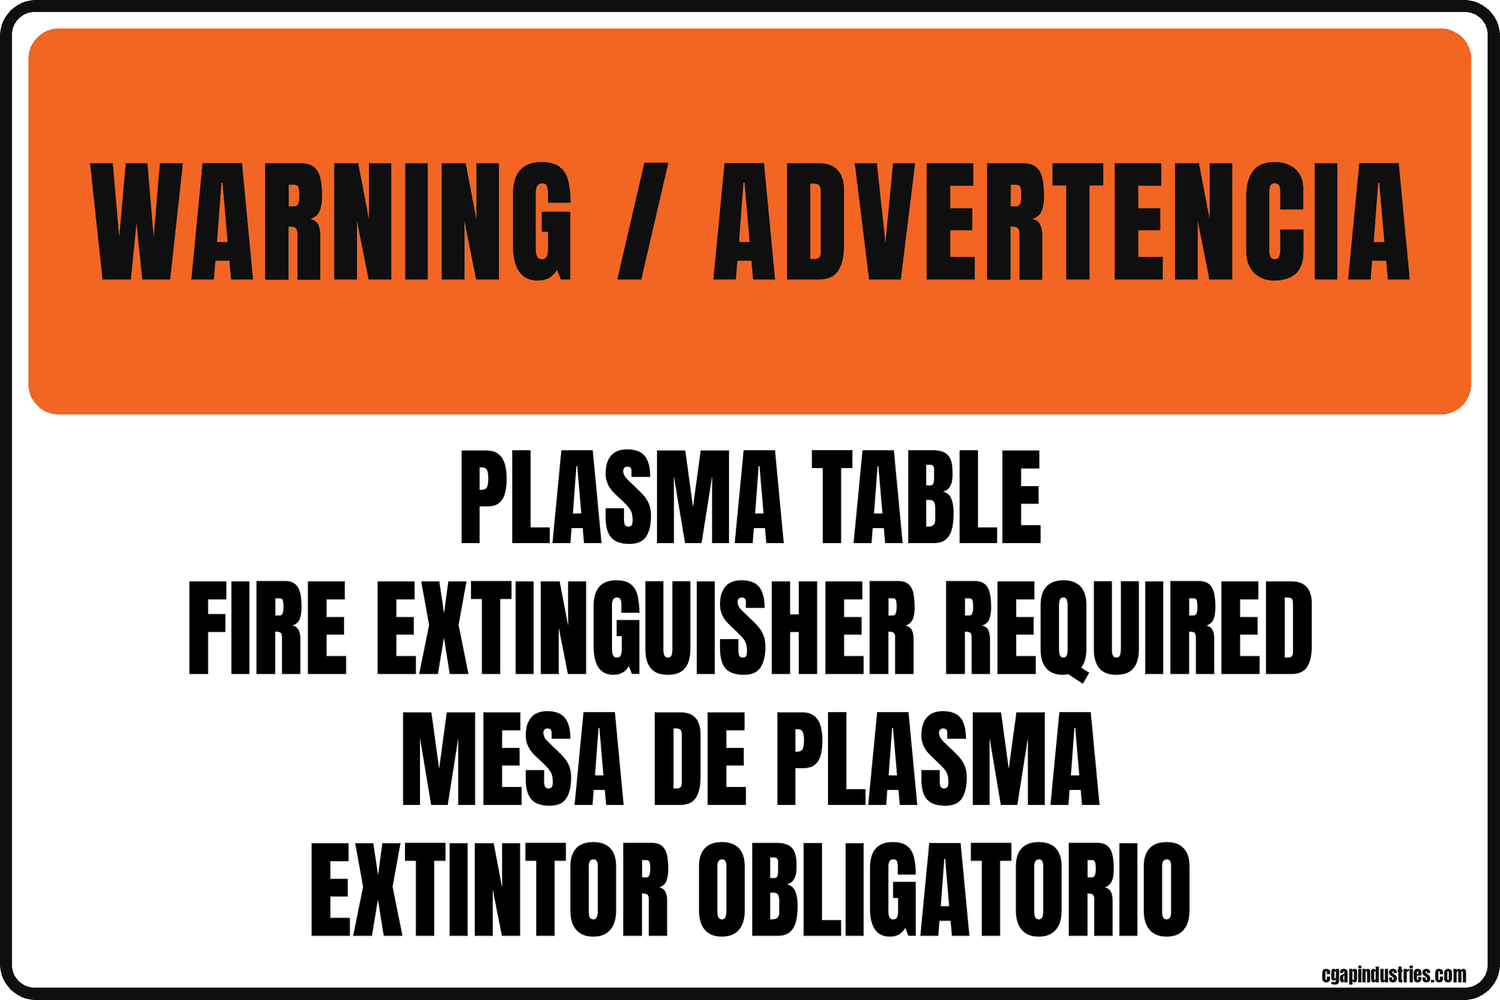 WARNING / ADVERTENCIA
PLASMA TABLE
FIRE EXTINGUISHER REQUIRED
MESA DE PLASMA
EXTINTOR OBLIGATORIO
cgapindustries.com